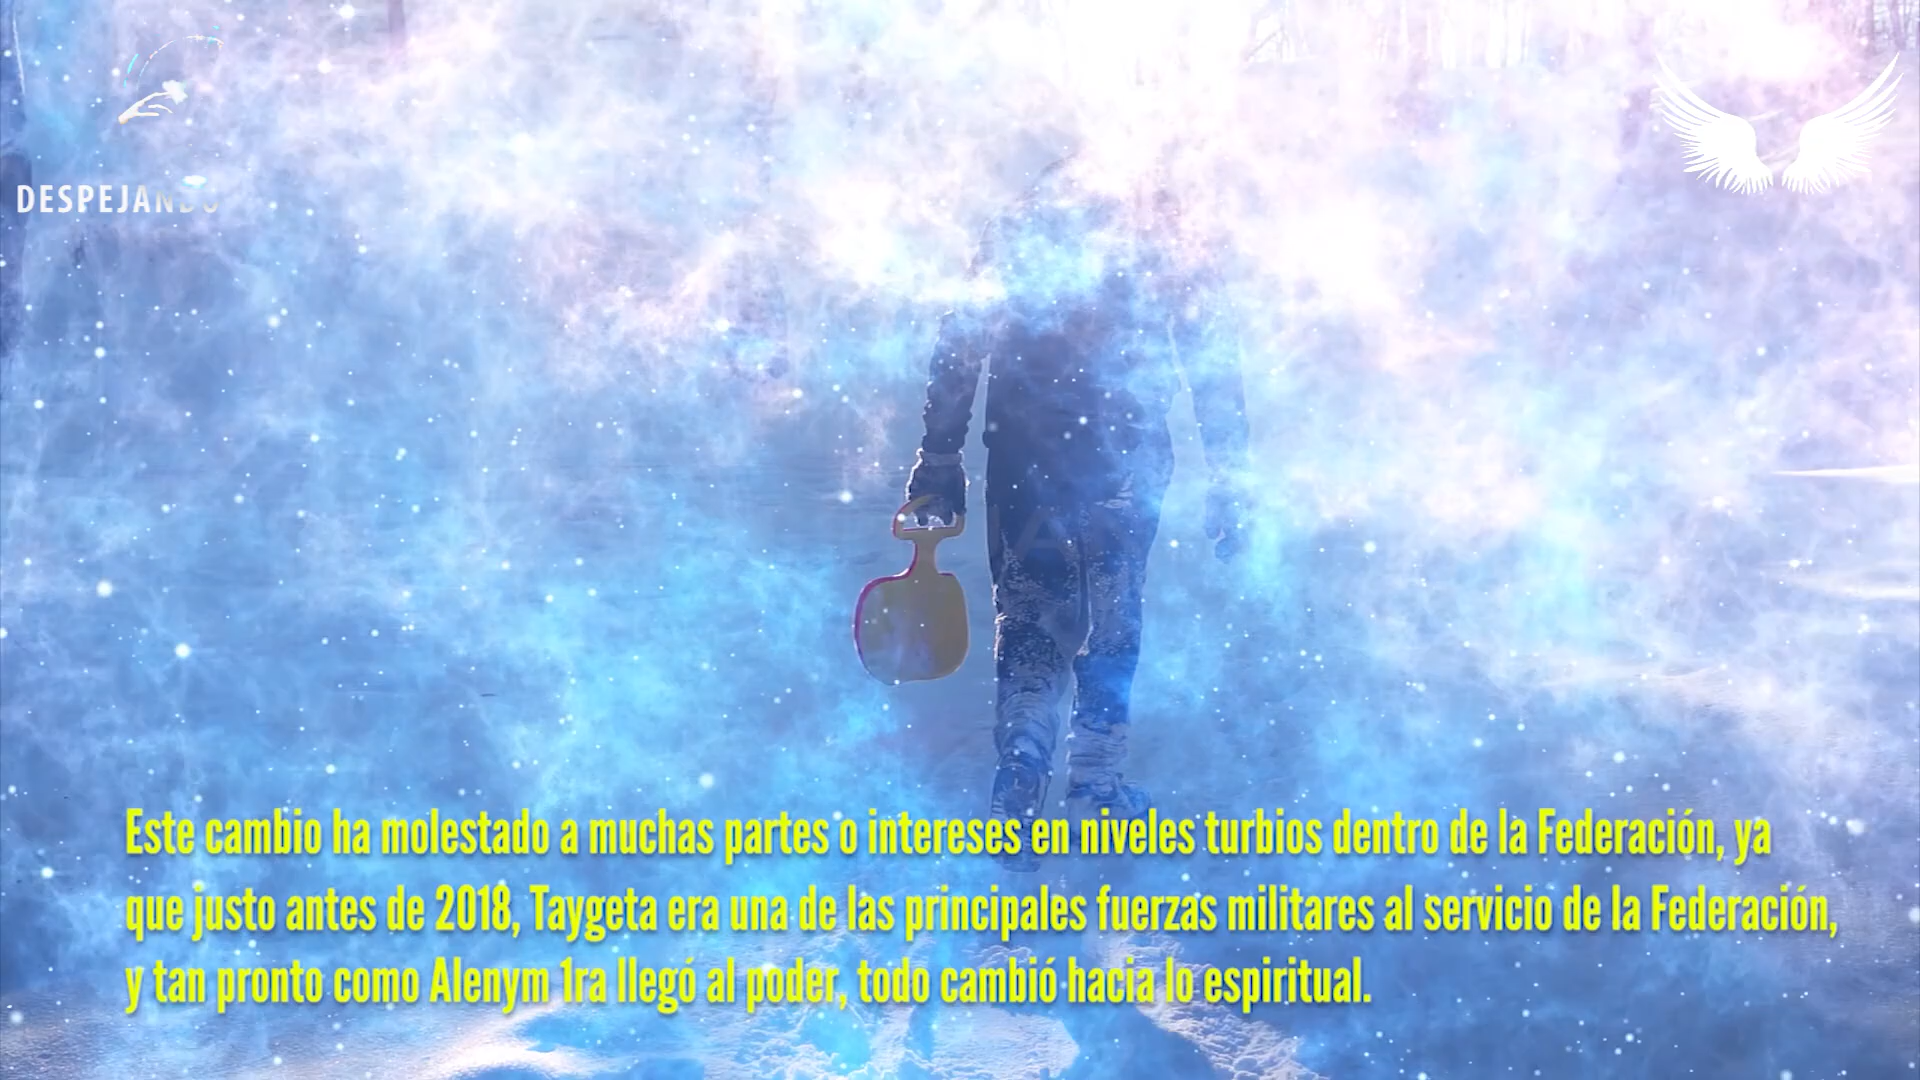 DESPEJANDO
Este cambio ha molestado a muchas partes o intereses en niveles turbios dentro de la Federación, ya
que justo antes de 2018, Taygeta era una de las principales fuerzas militares al servicio de la Federación,
y tan pronto como Alenym 1ra llegó al poder, todo cambió hacia lo espiritual.